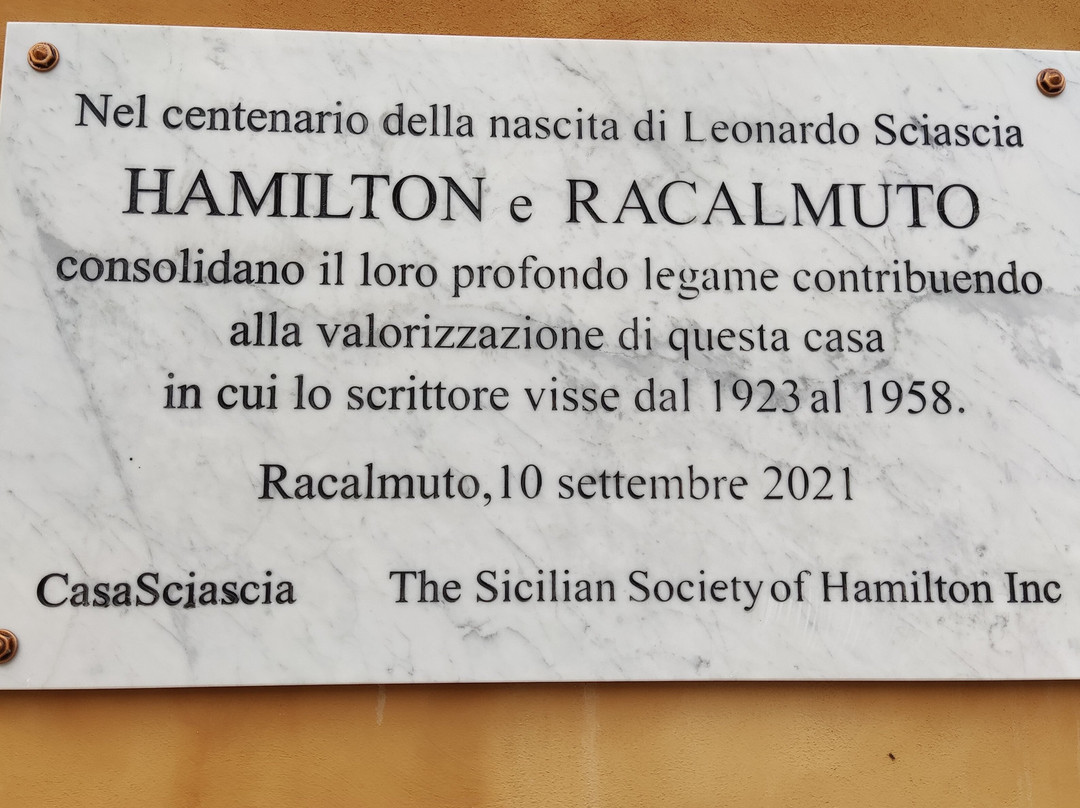 Nel centenario della nascita di Leonardo Sciascia
HAMILTON e RACALMUTO
consolidano il loro profondo legame contribuendo
alla valorizzazione di questa casa
in cui lo scrittore visse dal 1923 al 1958.
Racalmuto, 10 settembre 2021
CasaSciascia The Sicilian Society of Hamilton Inc